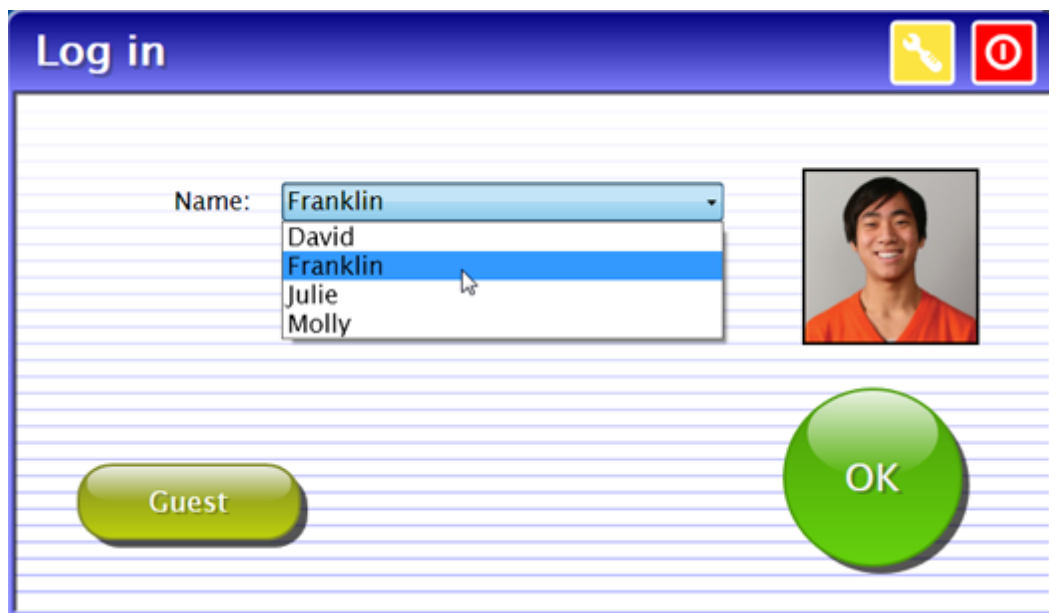 Log in
Name: Franklin
David
Franklin
Julie
Molly
Guest
OK